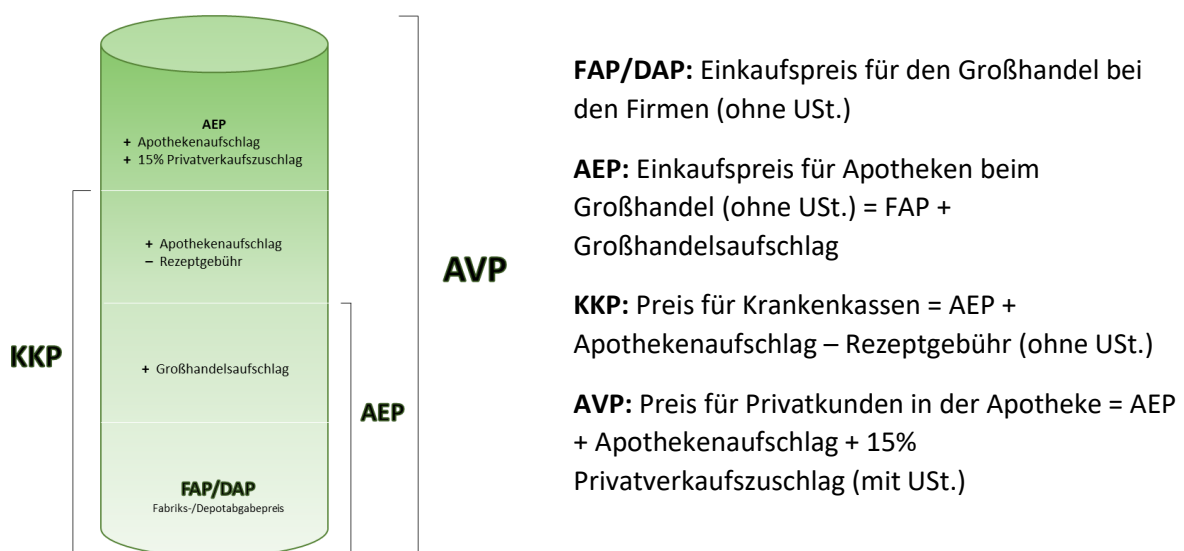 AEP
+ Apothekenaufschlag
+ 15% Privatverkaufszuschlag
+ Apothekenaufschlag
– Rezeptgebühr
KKP
+ Großhandelsaufschlag
AEP
FAP/DAP
Fabriks-/Depotabgabepreis
AVP
FAP/DAP: Einkaufspreis für den Großhandel bei
den Firmen (ohne USt.)
AEP: Einkaufspreis für Apotheken beim
Großhandel (ohne USt.) = FAP +
Großhandelsaufschlag
KKP: Preis für Krankenkassen = AEP +
Apothekenaufschlag – Rezeptgebühr (ohne USt.)
AVP: Preis für Privatkunden in der Apotheke = AEP
+ Apothekenaufschlag + 15%
Privatverkaufszuschlag (mit USt.)